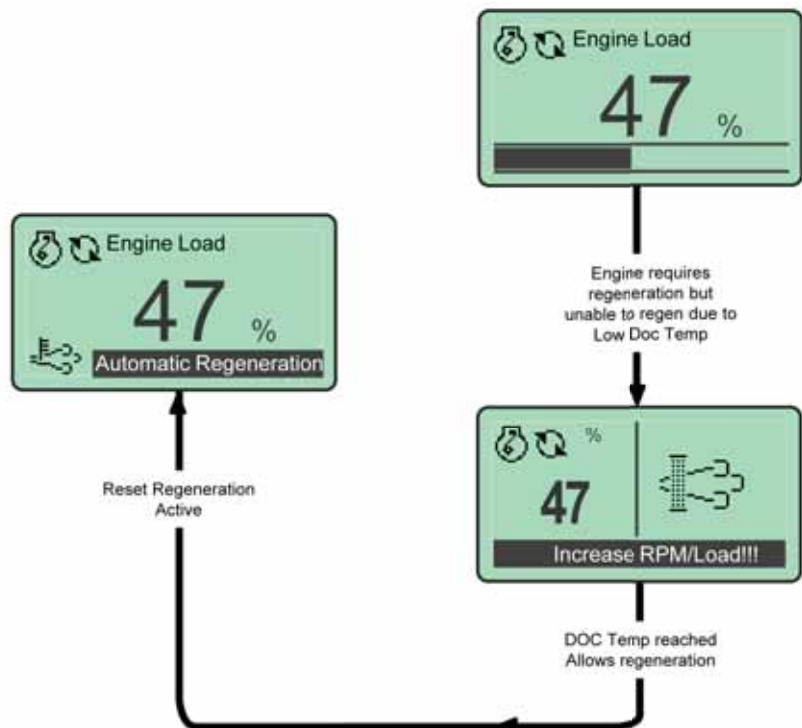 Engine Load
47 %
Engine requires
regeneration but
unable to regen due to
Low Doc Temp
%
47
Increase RPM/Load!!!
DOC Temp reached
Allows regeneration
Reset Regeneration
Active
Engine Load
47 %
Automatic Regeneration